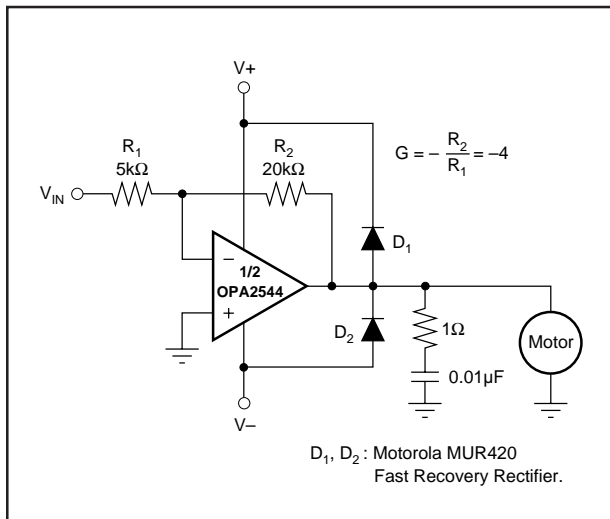 V+
R1
5kΩ
R2
20kΩ
G = – R2/R1 = –4
VIN
–
1/2
OPA2544
+
D1
D2
1Ω
0.01µF
Motor
V–
D1, D2 : Motorola MUR420
Fast Recovery Rectifier.